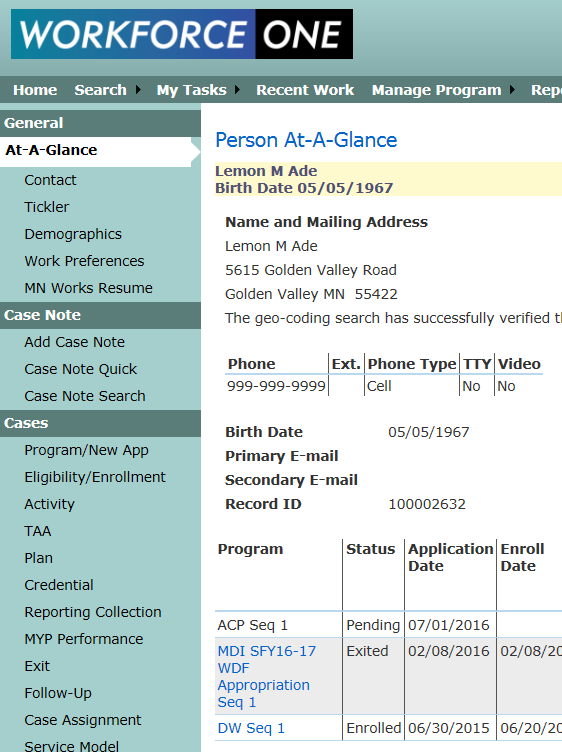 WORKFORCE ONE
Home Search My Tasks Recent Work Manage Program Repo
General
At-A-Glance
Contact
Tickler
Demographics
Work Preferences
MN Works Resume
Case Note
Add Case Note
Case Note Quick
Case Note Search
Cases
Program/New App
Eligibility/Enrollment
Activity
TAA
Plan
Credential
Reporting Collection
MYP Performance
Exit
Follow-Up
Case Assignment
Service Model
Person At-A-Glance
Lemon M Ade
Birth Date 05/05/1967
Name and Mailing Address
Lemon M Ade
5615 Golden Valley Road
Golden Valley MN 55422
The geo-coding search has successfully verified th
Phone Ext. Phone Type TTY Video
999-999-9999 Cell No No
Birth Date 05/05/1967
Primary E-mail
Secondary E-mail
Record ID 100002632
Program Status Application Enroll
Date Date
ACP Seq 1 Pending 07/01/2016
MDI SFY16-17 Exited 02/08/2016 02/08/20
WDF
Appropriation
Seq 1
DW Seq 1 Enrolled 06/30/2015 06/20/20